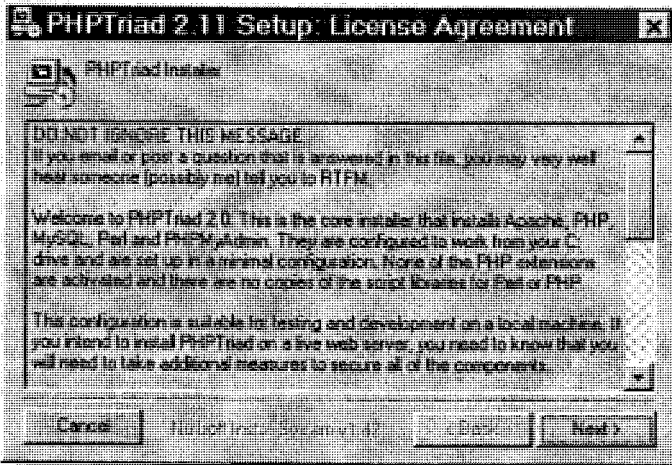 PHPTriad 2.11 Setup: License Agreement
PHPTriad Installer
DO NOT IGNORE THIS MESSAGE
If you email or post a question that is answered in this file, you may very well
hear someone (possibly me) tell you to RTFM.
Welcome to PHPTriad 2.0. This is the core installer that installs Apache, PHP,
MySQL, Perl and PHPMyAdmin. They are configured to work from your C:
drive and are set up in a minimal configuration. None of the PHP extensions
are activated and there are no copies of the script libraries for Perl or PHP
This configuration is suitable for testing and development on a local machine. If
you intend to install PHPTriad on a live web server, you need to know that you
will need to take additional measures to secure all of the components.
Cancel
Nullsoft Install System v1.47
< Back
Next >